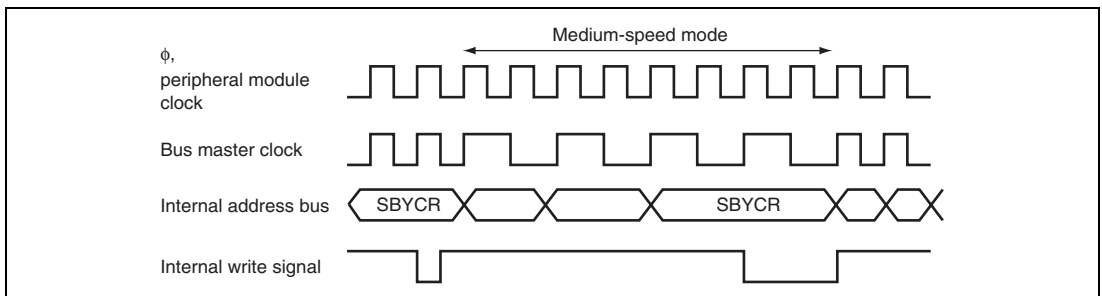 Medium-speed mode
ϕ,
peripheral module
clock
Bus master clock
Internal address bus
SBYCR
SBYCR
Internal write signal